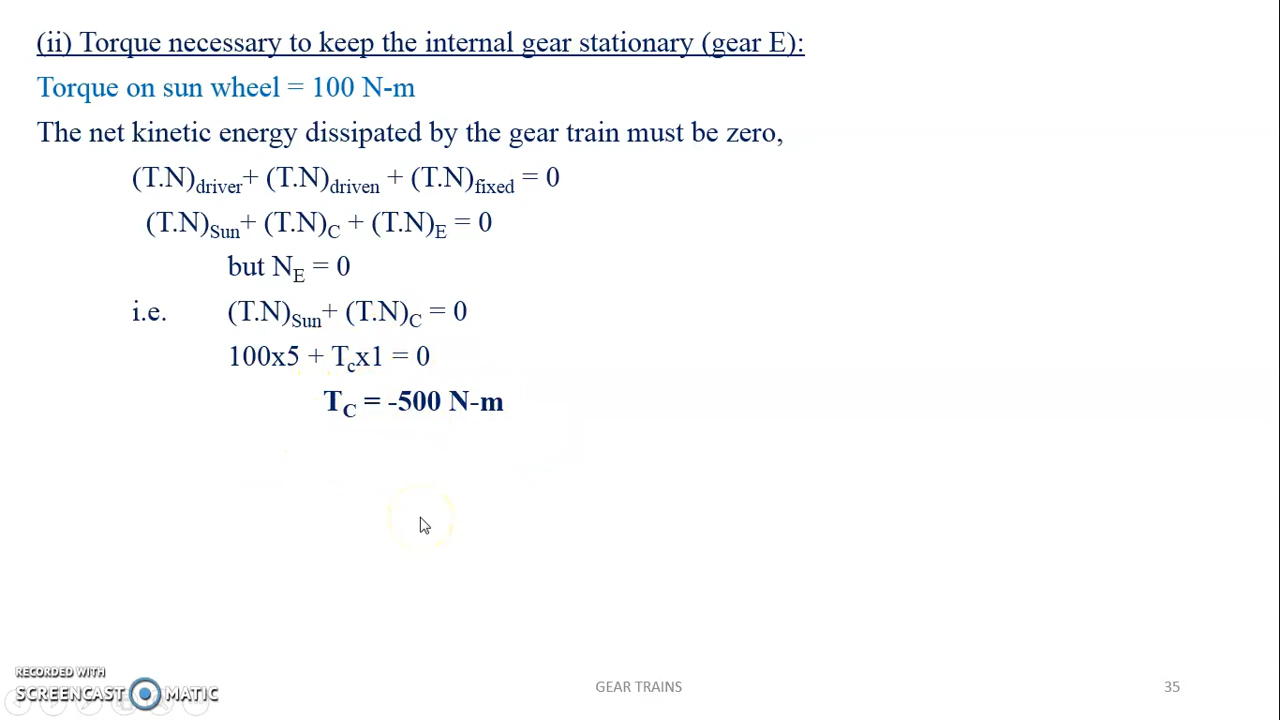 (ii) Torque necessary to keep the internal gear stationary (gear E):
Torque on sun wheel = 100 N-m
The net kinetic energy dissipated by the gear train must be zero,
(T.N)driver+ (T.N)driven + (T.N)fixed = 0
(T.N)Sun+ (T.N)C + (T.N)E = 0
but NE = 0
i.e. (T.N)Sun+ (T.N)C = 0
100x5 + Tcx1 = 0
TC = -500 N-m
RECORDED WITH
SCREENCAST MATIC
GEAR TRAINS
35